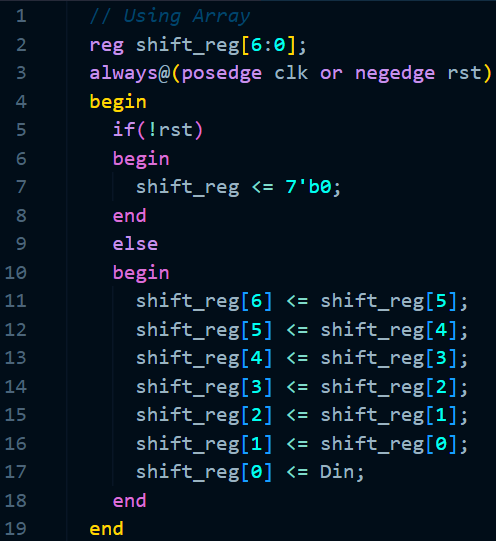 1 // Using Array
2 reg shift_reg[6:0];
3 always@(posedge clk or negedge rst)
4 begin
5 if(!rst)
6 begin
7 shift_reg <= 7'b0;
8 end
9 else
10 begin
11 shift_reg[6] <= shift_reg[5];
12 shift_reg[5] <= shift_reg[4];
13 shift_reg[4] <= shift_reg[3];
14 shift_reg[3] <= shift_reg[2];
15 shift_reg[2] <= shift_reg[1];
16 shift_reg[1] <= shift_reg[0];
17 shift_reg[0] <= Din;
18 end
19 end